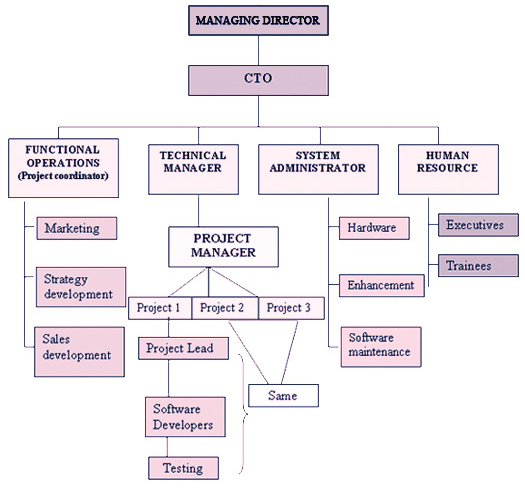 MANAGING DIRECTOR
CTO
FUNCTIONAL
OPERATIONS
(Project coordinator)
TECHNICAL
MANAGER
SYSTEM
ADMINISTRATOR
HUMAN
RESOURCE
Marketing
Strategy
development
Sales
development
PROJECT
MANAGER
Project 1
Project 2
Project 3
Project Lead
Software
Developers
Testing
Same
Hardware
Enhancement
Software
maintenance
Executives
Trainees